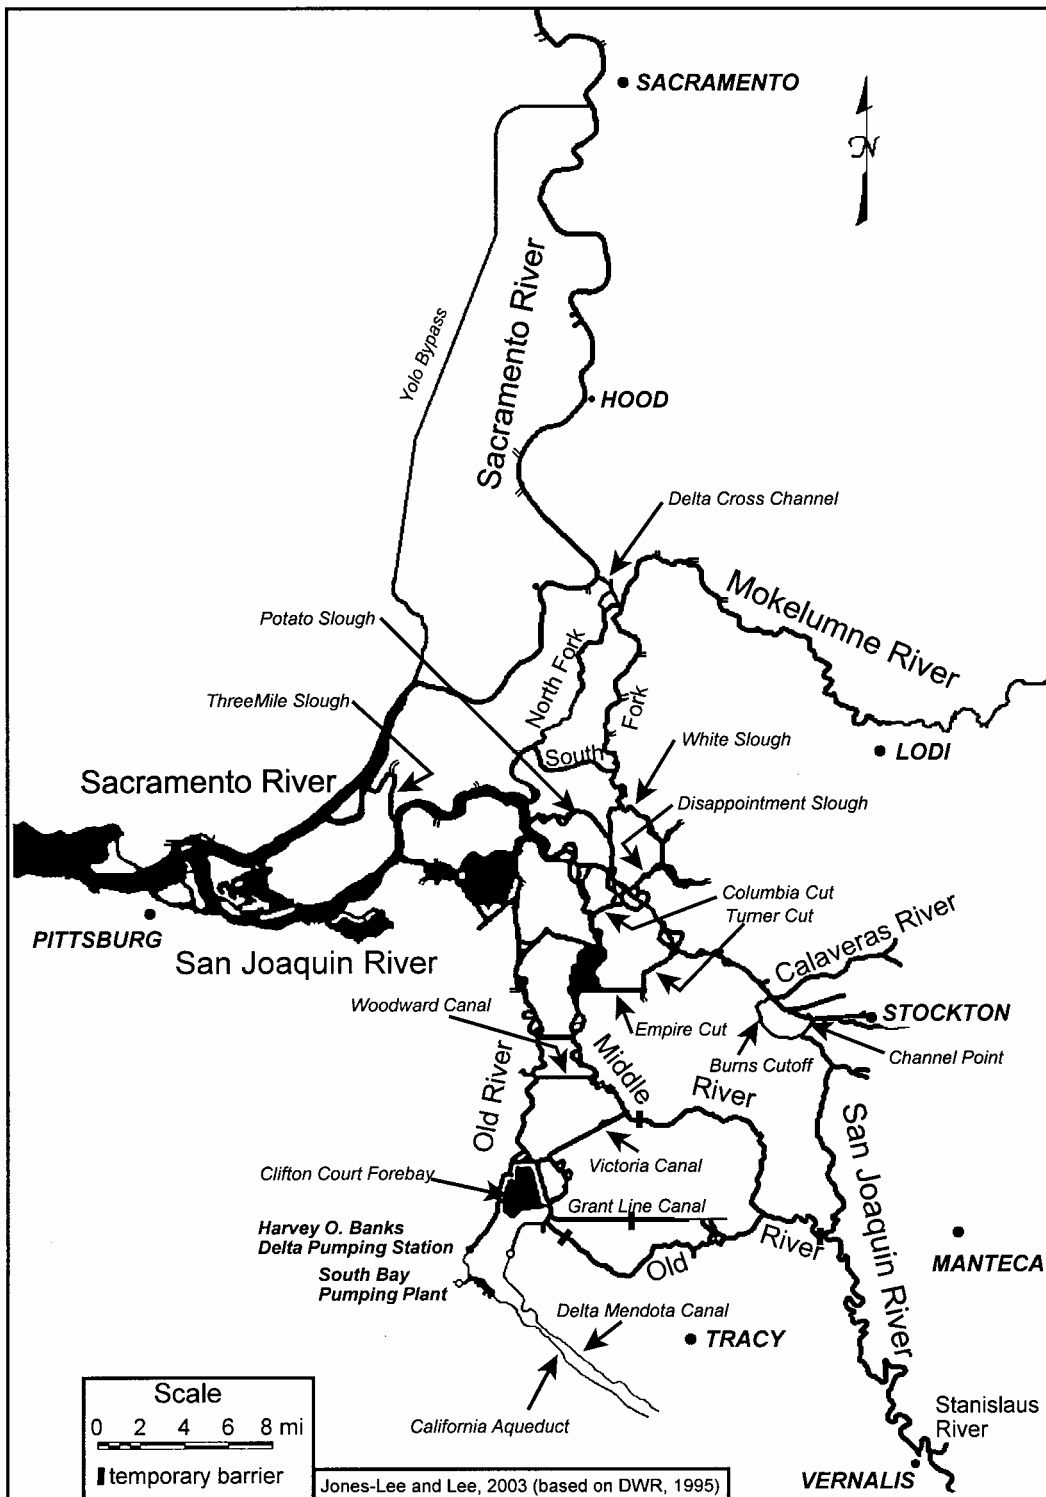 SACRAMENTO
N
Sacramento River
Yolo Bypass
HOOD
Delta Cross Channel
Mokelumne River
Potato Slough
North Fork
ThreeMile Slough
Fork
South
White Slough
LODI
Sacramento River
Disappointment Slough
Columbia Cut
Turner Cut
PITTSBURG
San Joaquin River
Calaveras River
Woodward Canal
STOCKTON
Empire Cut
Channel Point
Burns Cutoff
Old River
Middle
River
San Joaquin River
Victoria Canal
Clifton Court Forebay
Grant Line Canal
Harvey O. Banks
Delta Pumping Station
River
Old
MANTECA
South Bay
Pumping Plant
Delta Mendota Canal
TRACY
California Aqueduct
Stanislaus
River
VERNALIS
Scale
0 2 4 6 8 mi
temporary barrier
Jones-Lee and Lee, 2003 (based on DWR, 1995)